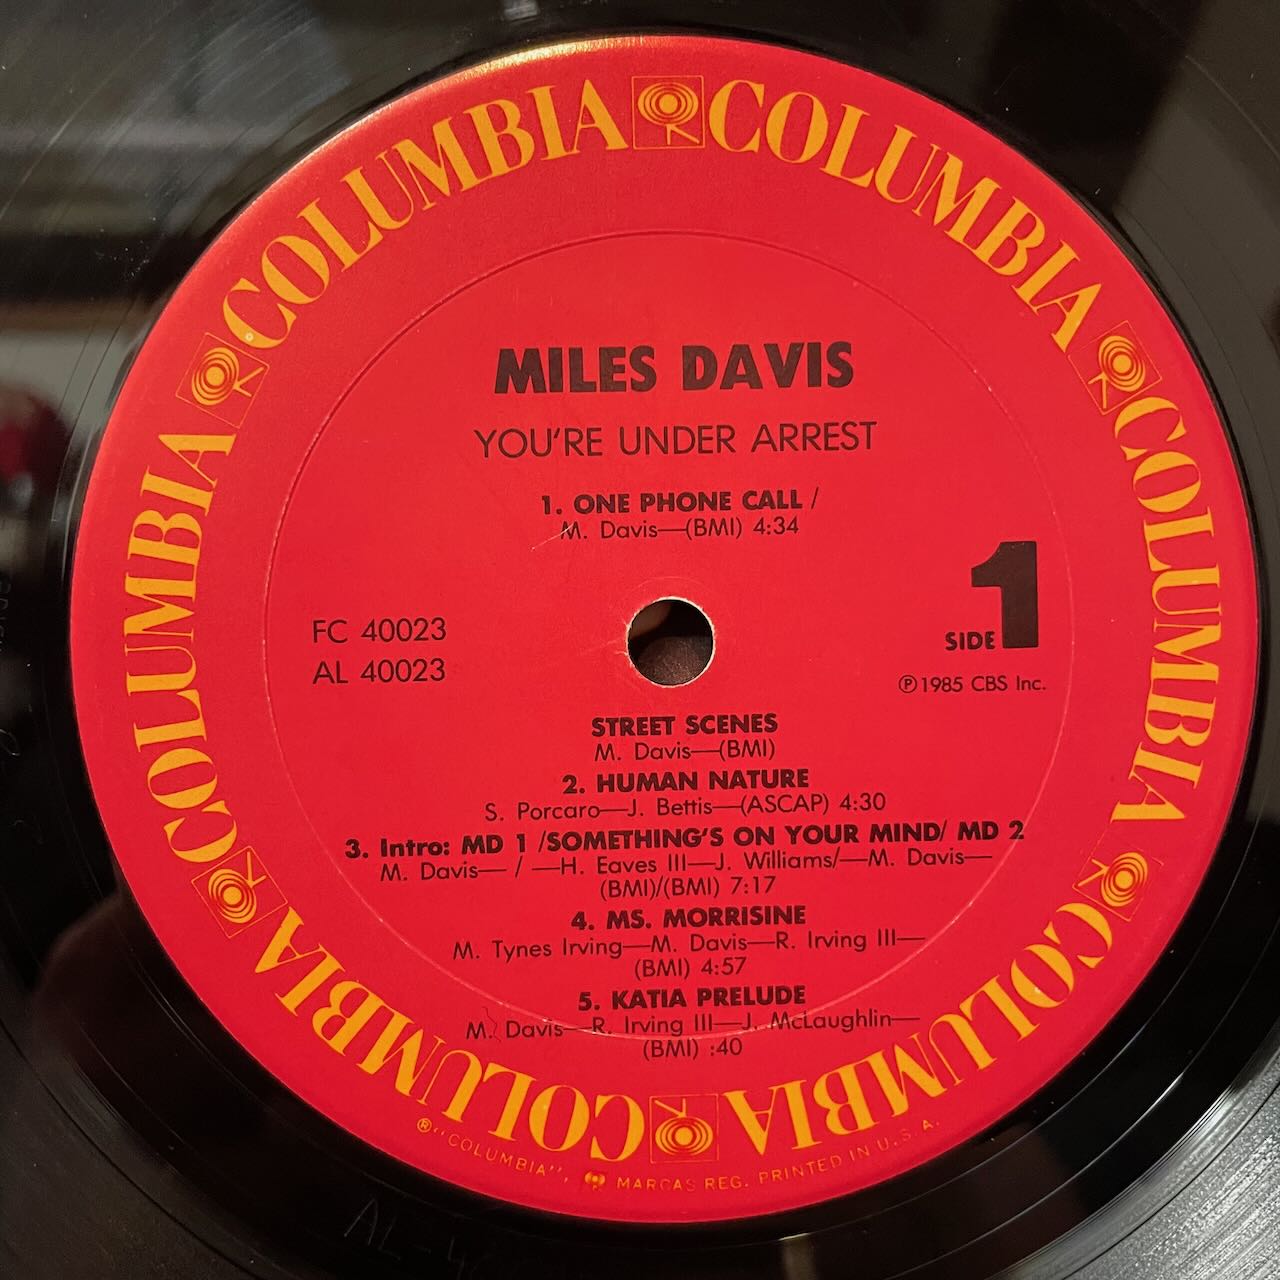 COLUMBIA COLUMBIA COLUMBIA COLUMBIA COLUMBIA COLUMBIA
MILES DAVIS
YOU'RE UNDER ARREST
1. ONE PHONE CALL /
M. Davis—(BMI) 4:34
FC 40023
AL 40023
SIDE 1
℗ 1985 CBS Inc.
STREET SCENES
M. Davis—(BMI)
2. HUMAN NATURE
S. Porcaro—J. Bettis—(ASCAP) 4:30
3. Intro: MD 1 /SOMETHING'S ON YOUR MIND/ MD 2
M. Davis— / —H. Eaves III—J. Williams/—M. Davis—
(BMI)/(BMI) 7:17
4. MS. MORRISINE
M. Tynes Irving—M. Davis—R. Irving III—
(BMI) 4:57
5. KATIA PRELUDE
M. Davis—R. Irving III—J. McLaughlin—
(BMI) :40
® "COLUMBIA", MARCAS REG. PRINTED IN U.S.A.
AL-4